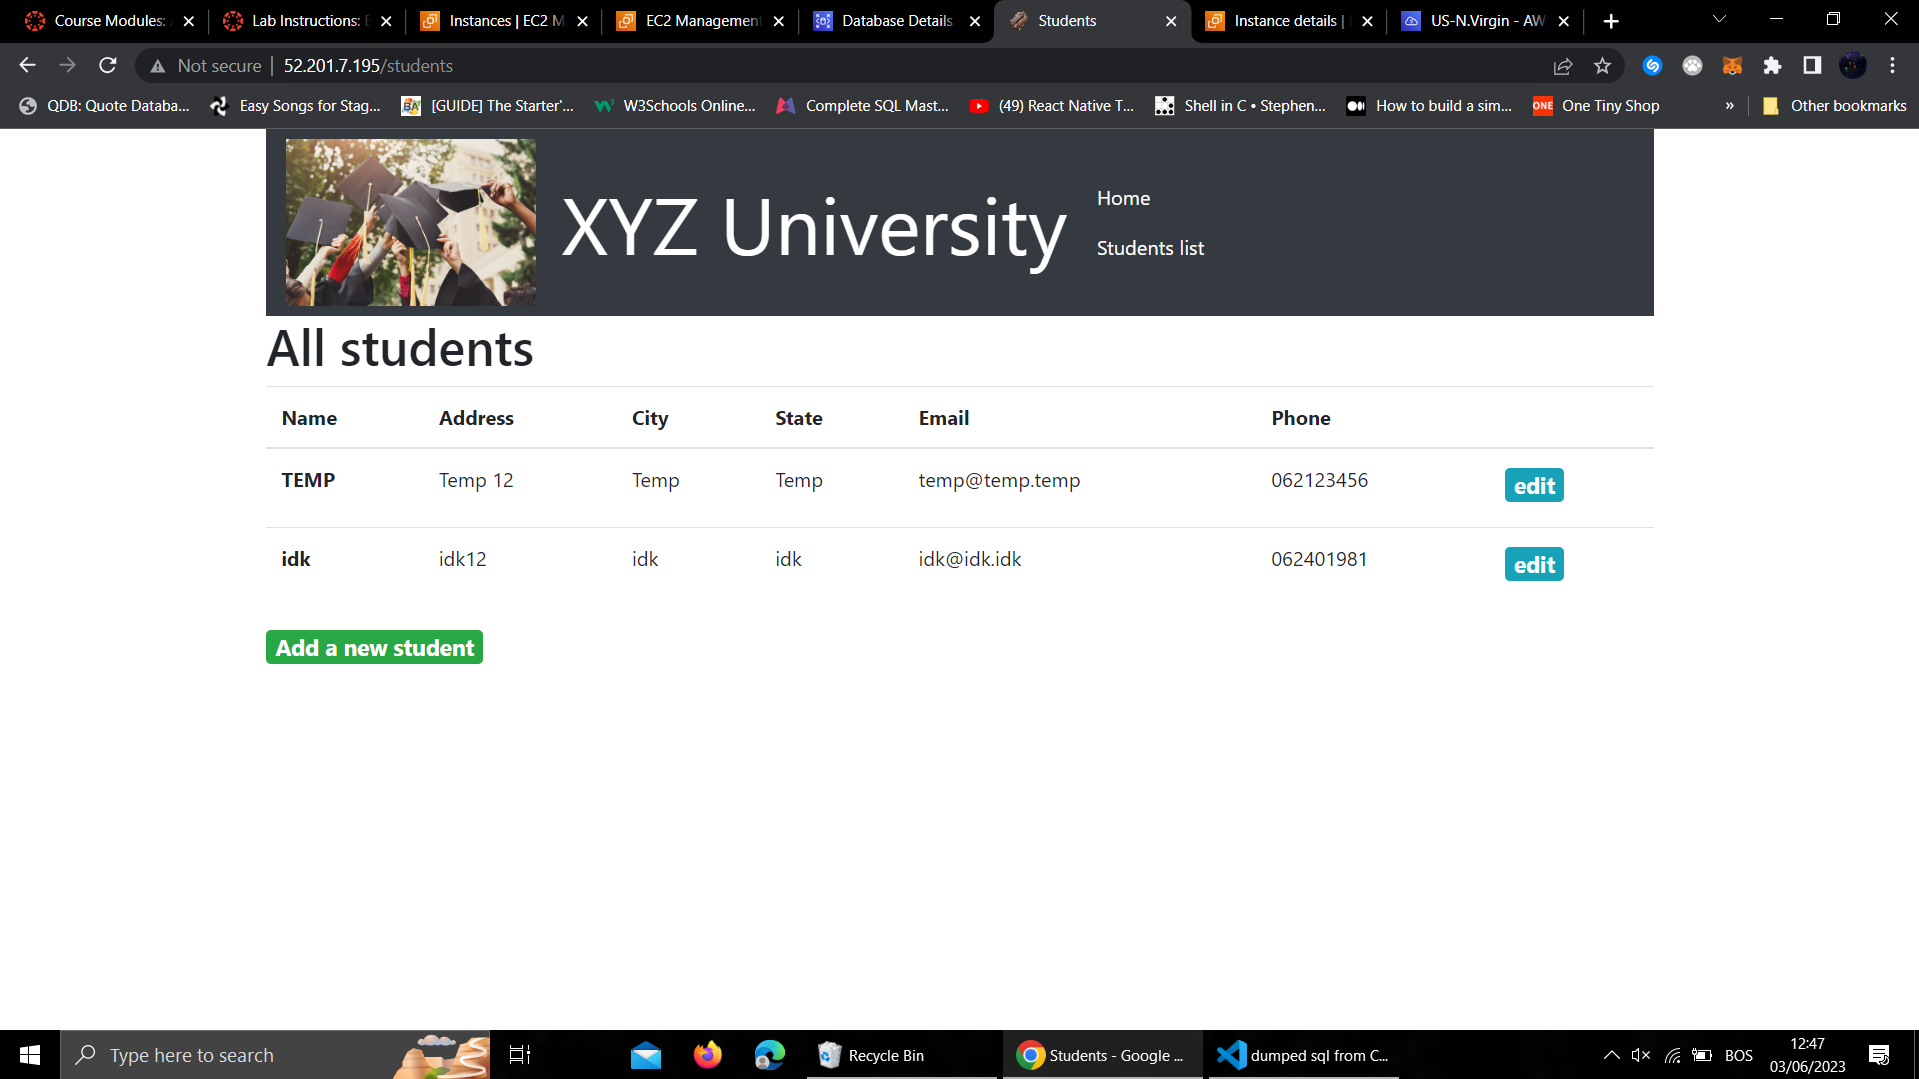 Course Modules: Lab Instructions: Instances | EC2 M EC2 Management Database Details Students Instance details | US-N.Virgin - AW
Not secure 52.201.7.195/students
QDB: Quote Databa... Easy Songs for Stag... [GUIDE] The Starter'... W3Schools Online... Complete SQL Mast... (49) React Native T... Shell in C • Stephen... How to build a sim... ONE One Tiny Shop » Other bookmarks
XYZ University
Home
Students list
All students
Name Address City State Email Phone
TEMP Temp 12 Temp Temp temp@temp.temp 062123456 edit
idk idk12 idk idk idk@idk.idk 062401981 edit
Add a new student
Type here to search Recycle Bin Students - Google ... dumped sql from C... BOS 12:47
03/06/2023